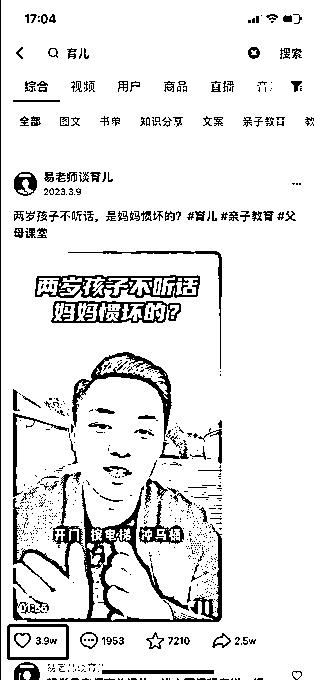 17:04
育儿
搜索
综合 视频 用户 商品 直播
全部 图文 书单 知识分享 文案 亲子教育 教
易老师谈育儿
2023.3.9
两岁孩子不听话，是妈妈惯坏的？#育儿 #亲子教育 #父
母课堂
两岁孩子不听话
妈妈惯坏的？
开门 按电梯 冲马桶
3.9w 1953 7210 2.5w